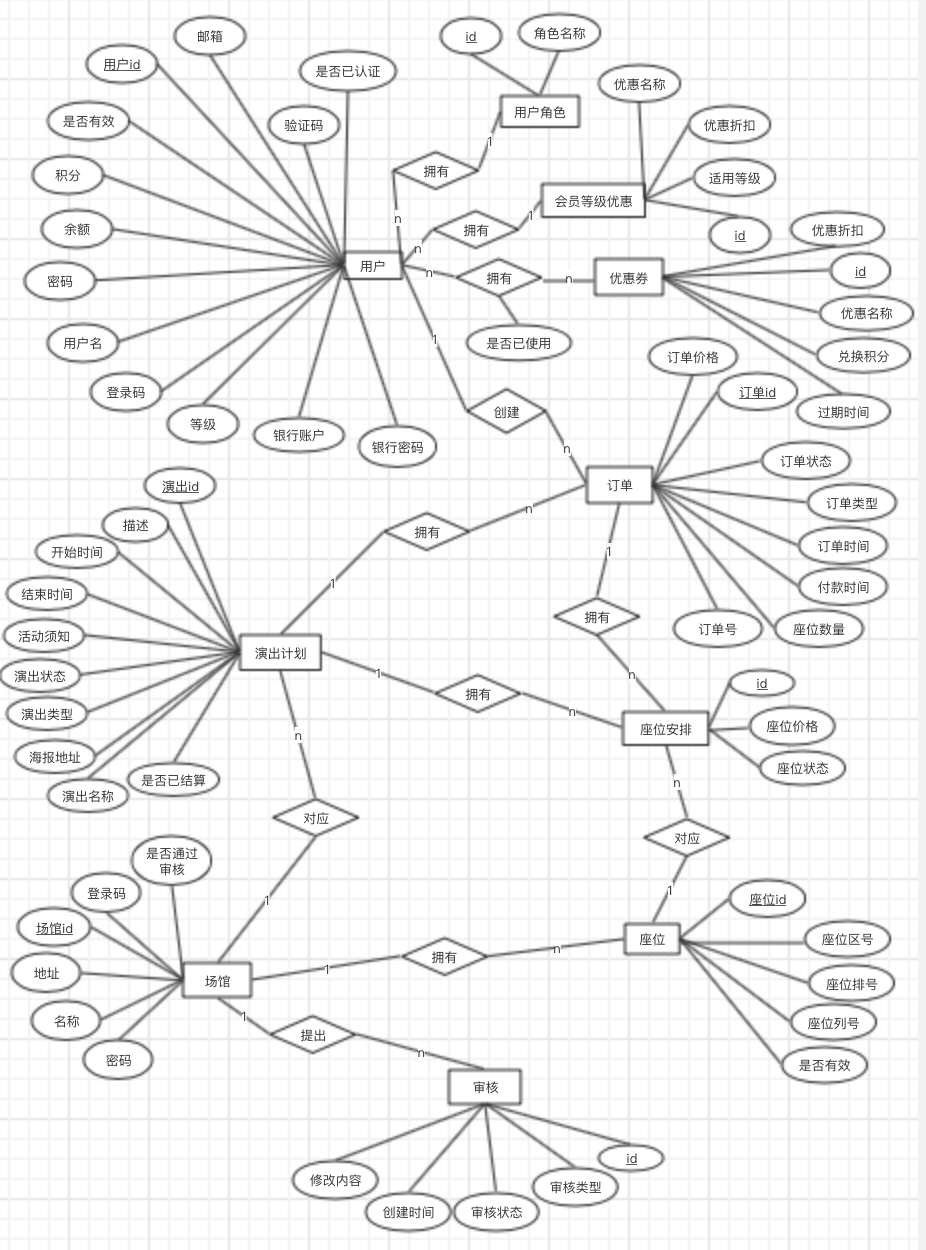 邮箱
id
角色名称
用户id
是否已认证
优惠名称
用户角色
是否有效
验证码
优惠折扣
1
拥有
积分
适用等级
会员等级优惠
n
1
余额
拥有
优惠折扣
id
n
用户
n
拥有
n
优惠券
id
密码
优惠名称
1
用户名
是否已使用
订单价格
兑换积分
登录码
订单id
创建
过期时间
等级
银行账户
银行密码
n
订单状态
演出id
订单
订单类型
描述
n
拥有
开始时间
1
订单时间
1
付款时间
结束时间
拥有
订单号
座位数量
活动须知
演出计划
演出状态
1
n
id
拥有
演出类型
n
座位安排
座位价格
n
海报地址
座位状态
是否已结算
n
演出名称
对应
对应
是否通过
审核
登录码
1
1
座位id
场馆id
拥有
n
座位
座位区号
地址
1
场馆
座位排号
名称
1
提出
座位列号
密码
n
是否有效
审核
id
修改内容
审核类型
创建时间
审核状态